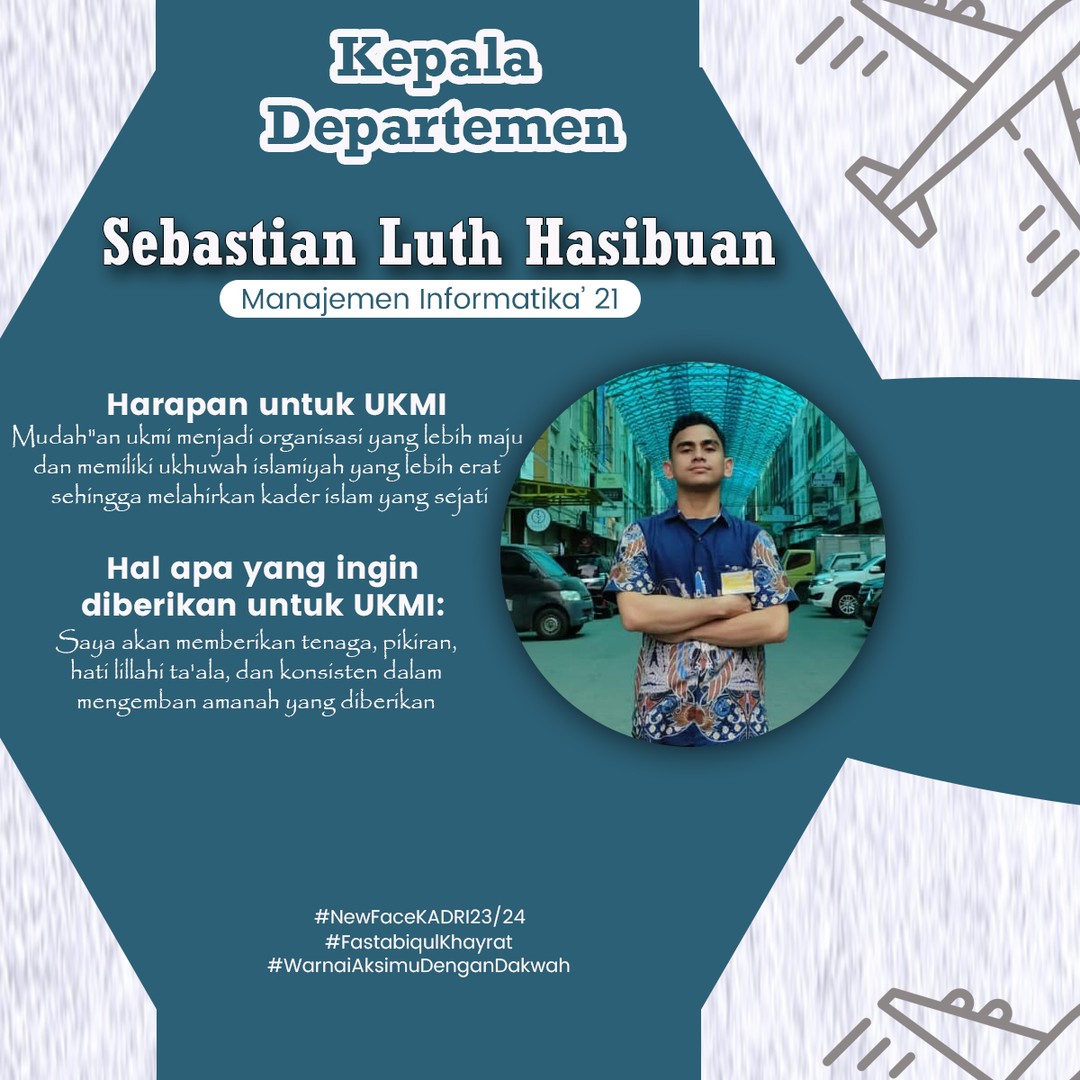 Kepala
Departemen
Sebastian Luth Hasibuan
Manajemen Informatika' 21
Harapan untuk UKMI
Mudah"an ukmi menjadi organisasi yang lebih maju
dan memiliki ukhuwah islamiyah yang lebih erat
sehingga melahirkan kader islam yang sejati
Hal apa yang ingin
diberikan untuk UKMI:
Saya akan memberikan tenaga, pikiran,
hati lillahi ta'ala, dan konsisten dalam
mengemban amanah yang diberikan
#NewFaceKADRI23/24
#FastabiqulKhayrat
#WarnaiAksimuDenganDakwah